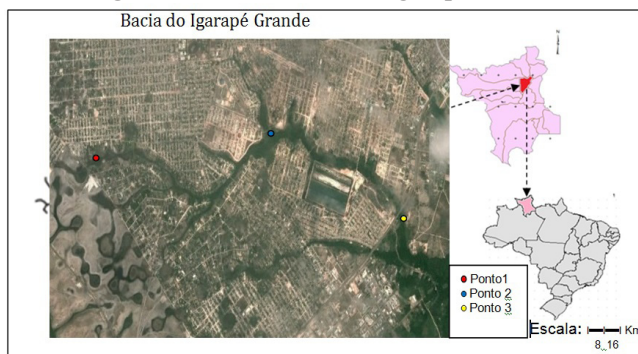 Bacia do Igarapé Grande
Ponto1
Ponto 2
Ponto 3
Escala: Km
8 16